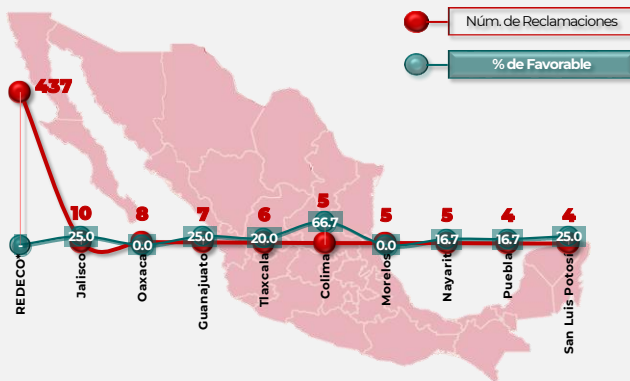 Núm. de Reclamaciones
% de Favorable
437
10
8
7
6
5
5
5
4
4
-
25.0
0.0
25.0
20.0
66.7
0.0
16.7
16.7
25.0
REDECO*
Jalisco
Oaxaca
Guanajuato
Tlaxcala
Colima
Morelos
Nayarit
Puebla
San Luis Potosí